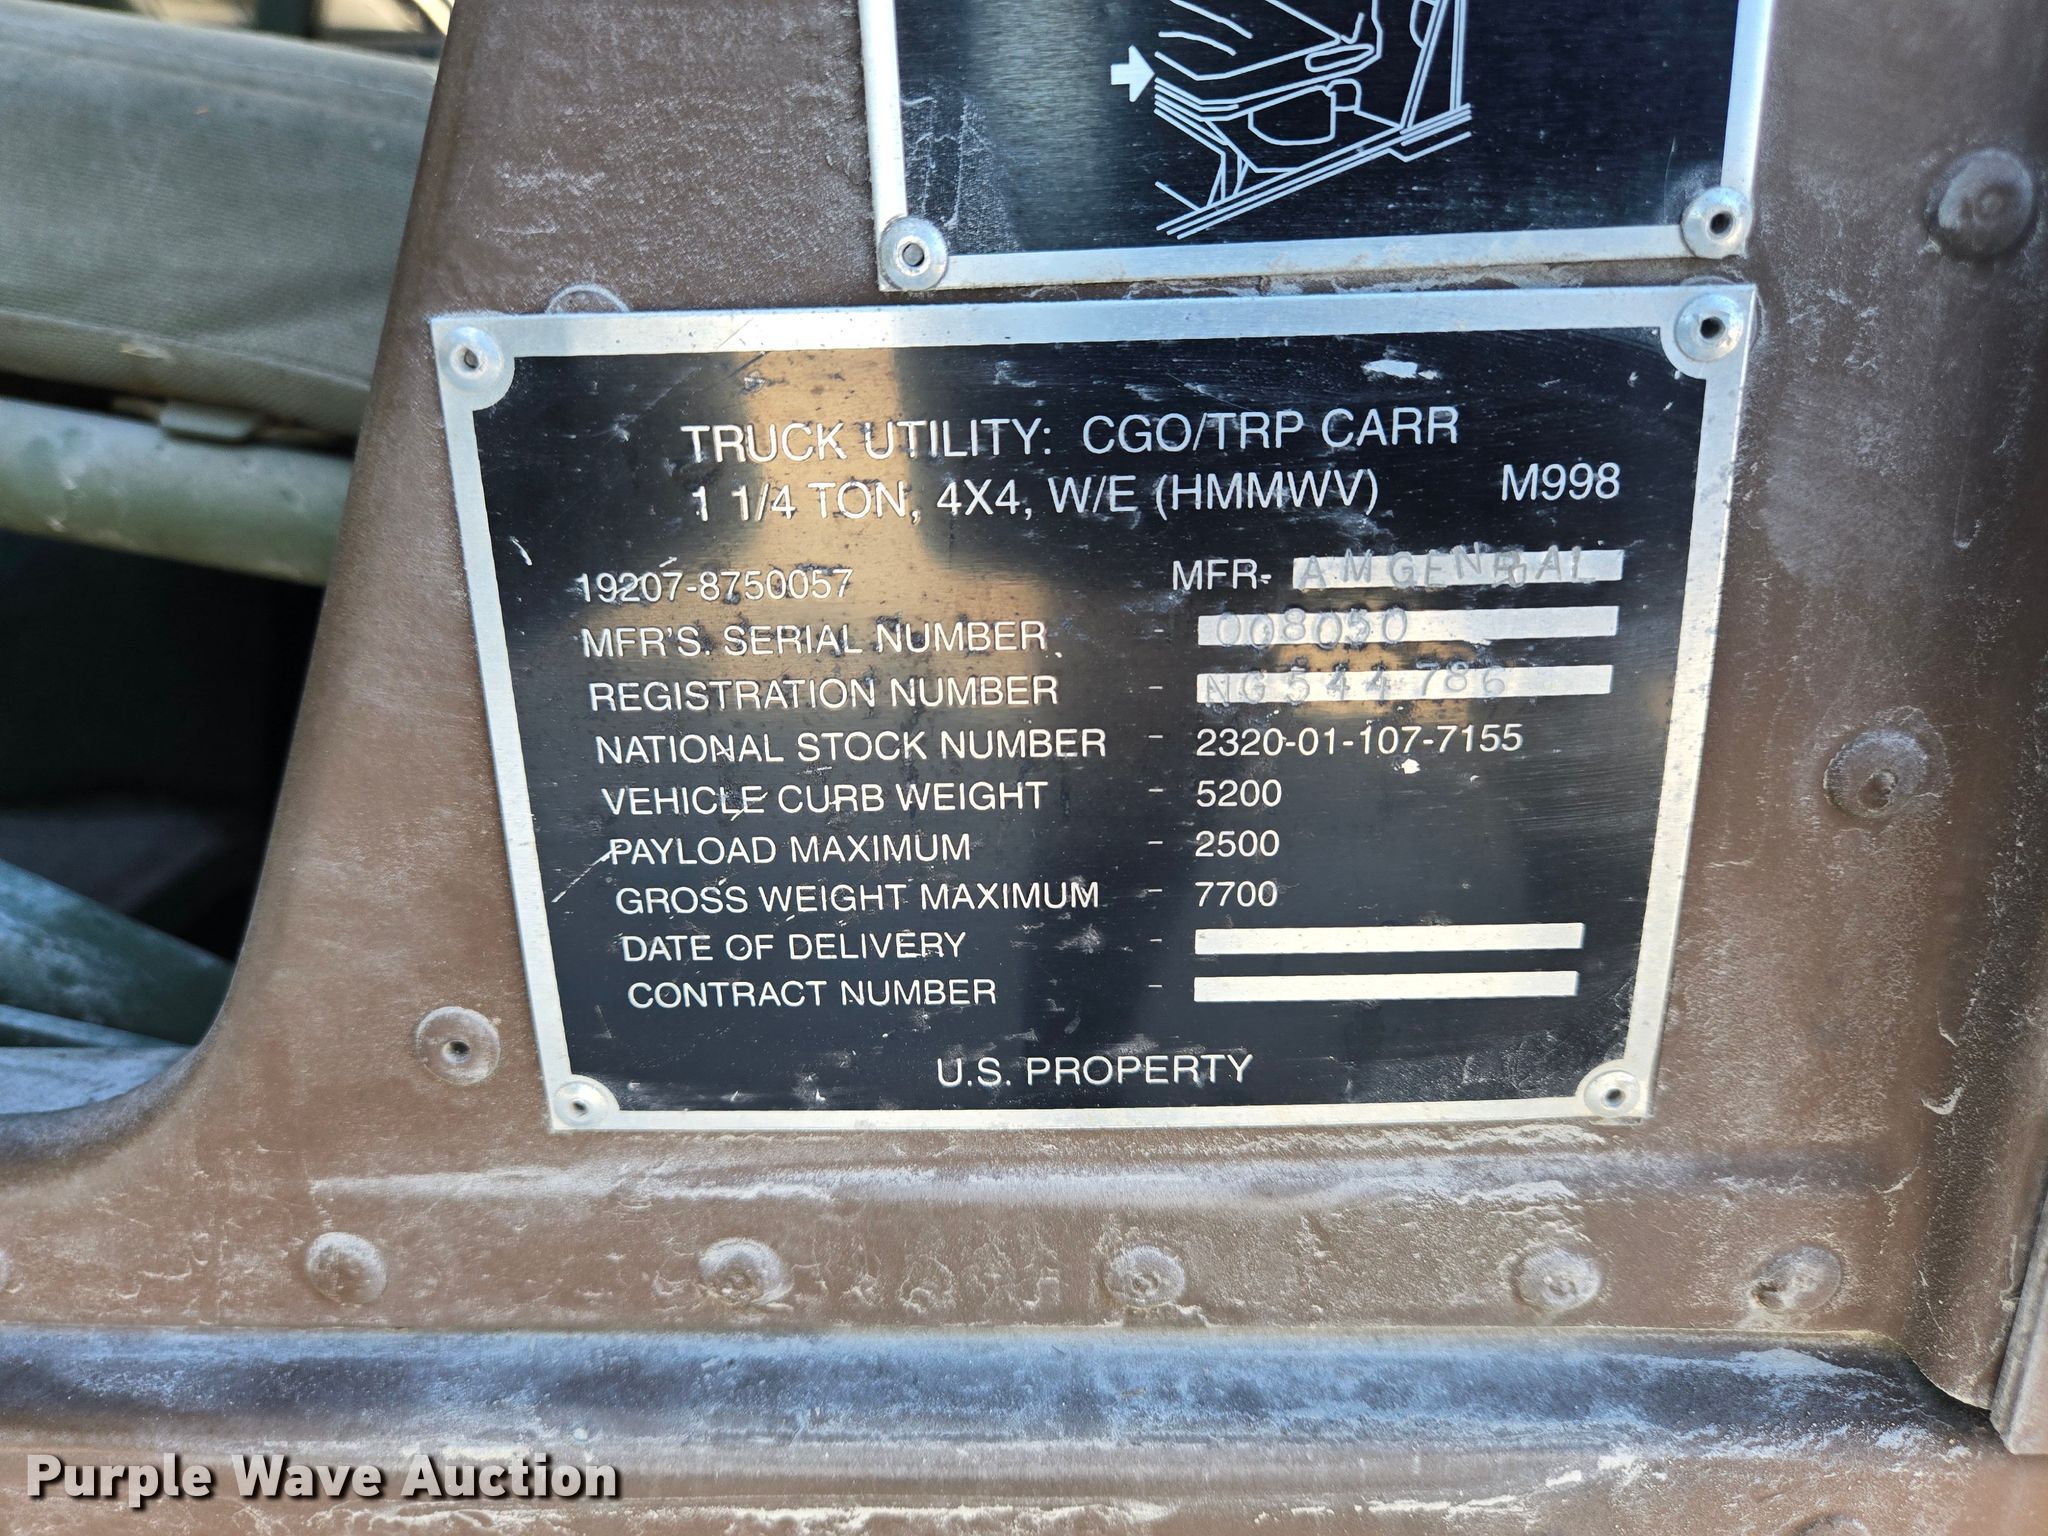 TRUCK UTILITY: CGO/TRP CARR
1 1/4 TON, 4X4, W/E (HMMWV) M998
19207-8750057 MFR- AM GENRAL
MFR'S. SERIAL NUMBER - 008050
REGISTRATION NUMBER - NG544786
NATIONAL STOCK NUMBER - 2320-01-107-7155
VEHICLE CURB WEIGHT - 5200
PAYLOAD MAXIMUM - 2500
GROSS WEIGHT MAXIMUM - 7700
DATE OF DELIVERY -
CONTRACT NUMBER -
U.S. PROPERTY
Purple Wave Auction